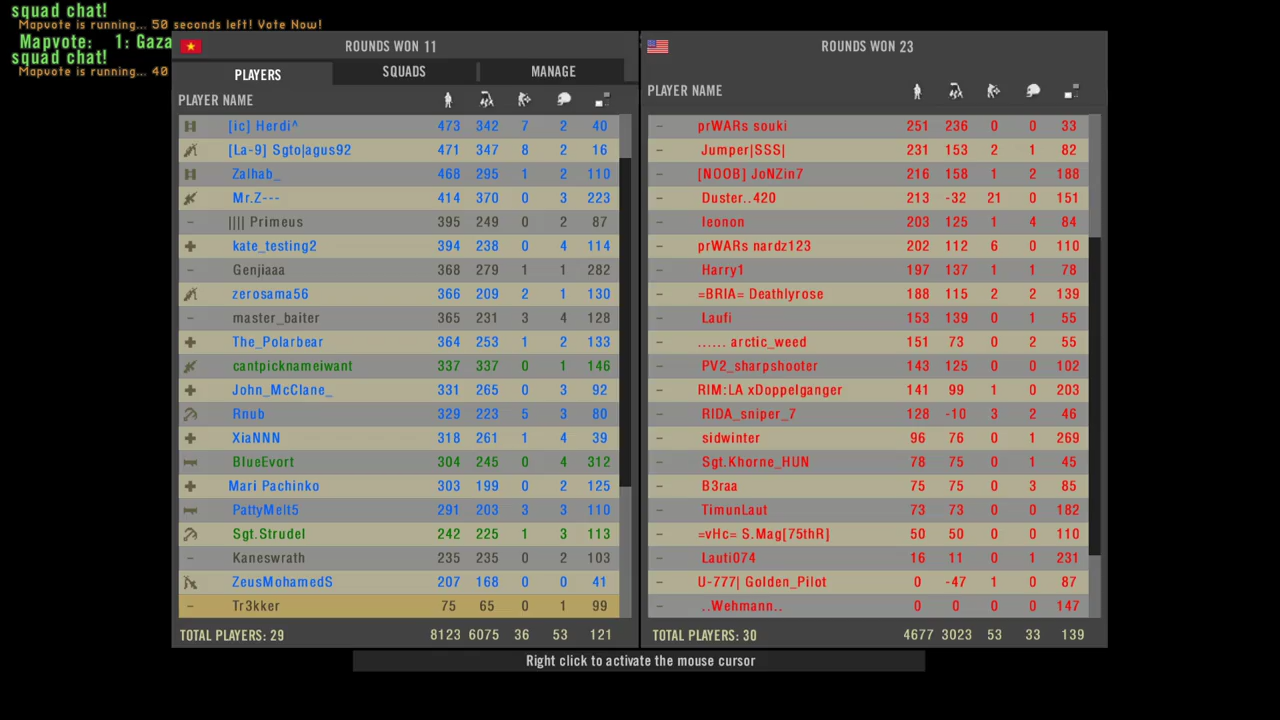 squad chat!
Mapvote is running... 50 seconds left! Vote Now!
Mapvote: 1: Gaza
squad chat!
Mapvote is running... 40
ROUNDS WON 11
PLAYERS SQUADS MANAGE
PLAYER NAME
[ic] Herdi^ 473 342 7 2 40
[La-9] Sgto|agus92 471 347 8 2 16
Zalhab_ 468 295 1 2 110
Mr.Z--- 414 370 0 3 223
- |||| Primeus 395 249 0 2 87
kate_testing2 394 238 0 4 114
- Genjiaaa 368 279 1 1 282
zerosama56 366 209 2 1 130
- master_baiter 365 231 3 4 128
The_Polarbear 364 253 1 2 133
cantpicknameiwant 337 337 0 1 146
John_McClane_ 331 265 0 3 92
Rnub 329 223 5 3 80
XiaNNN 318 261 1 4 39
BlueEvort 304 245 0 4 312
Mari Pachinko 303 199 0 2 125
PattyMelt5 291 203 3 3 110
Sgt.Strudel 242 225 1 3 113
- Kaneswrath 235 235 0 2 103
ZeusMohamedS 207 168 0 0 41
- Tr3kker 75 65 0 1 99
TOTAL PLAYERS: 29 8123 6075 36 53 121
ROUNDS WON 23
PLAYER NAME
- prWARs souki 251 236 0 0 33
- Jumper|SSS| 231 153 2 1 82
- [NOOB] JoNZin7 216 158 1 2 188
- Duster..420 213 -32 21 0 151
- leonon 203 125 1 4 84
- prWARs nardz123 202 112 6 0 110
- Harry1 197 137 1 1 78
- =BRIA= Deathlyrose 188 115 2 2 139
- Laufi 153 139 0 1 55
- ...... arctic_weed 151 73 0 2 55
- PV2_sharpshooter 143 125 0 0 102
- RIM:LA xDoppelganger 141 99 1 0 203
- RIDA_sniper_7 128 -10 3 2 46
- sidwinter 96 76 0 1 269
- Sgt.Khorne_HUN 78 75 0 1 45
- B3raa 75 75 0 3 85
- TimunLaut 73 73 0 0 182
- =vHc= S.Mag[75thR] 50 50 0 0 110
- Lauti074 16 11 0 1 231
- U-777| Golden_Pilot 0 -47 1 0 87
- ..Wehmann.. 0 0 0 0 147
TOTAL PLAYERS: 30 4677 3023 53 33 139
Right click to activate the mouse cursor